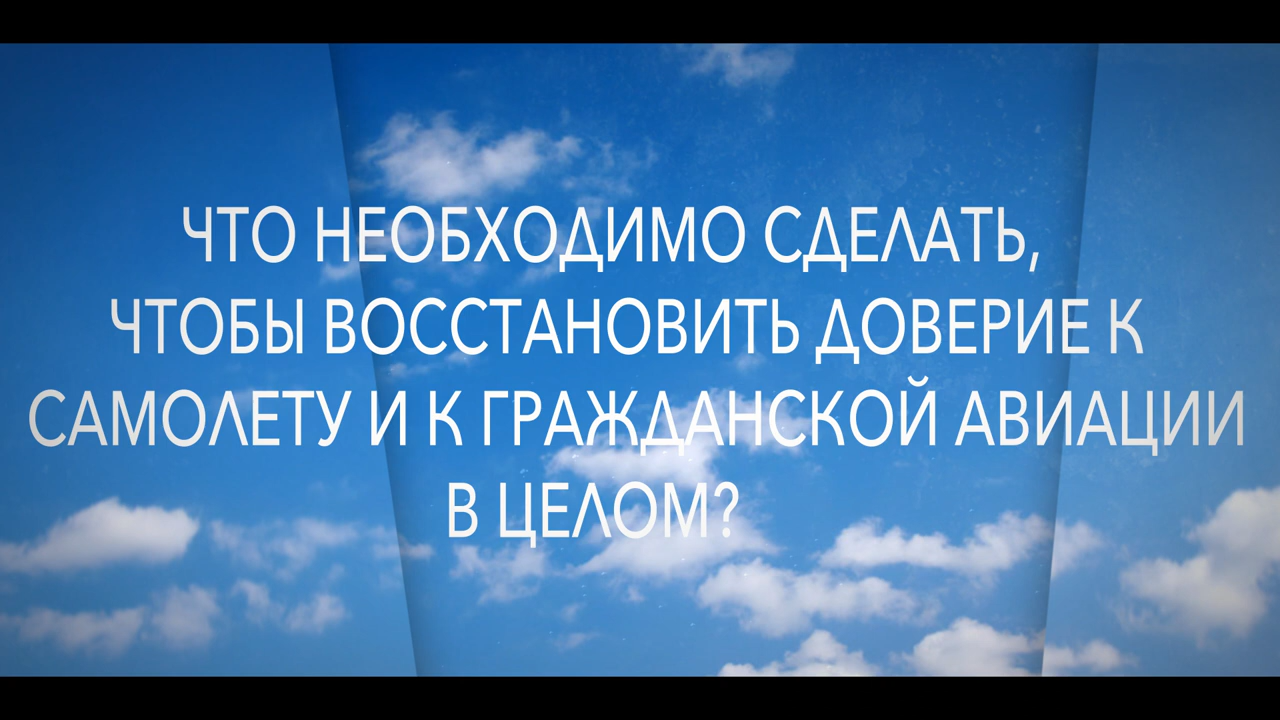 ЧТО НЕОБХОДИМО СДЕЛАТЬ,
ЧТОБЫ ВОССТАНОВИТЬ ДОВЕРИЕ К
САМОЛЕТУ И К ГРАЖДАНСКОЙ АВИАЦИИ
В ЦЕЛОМ?